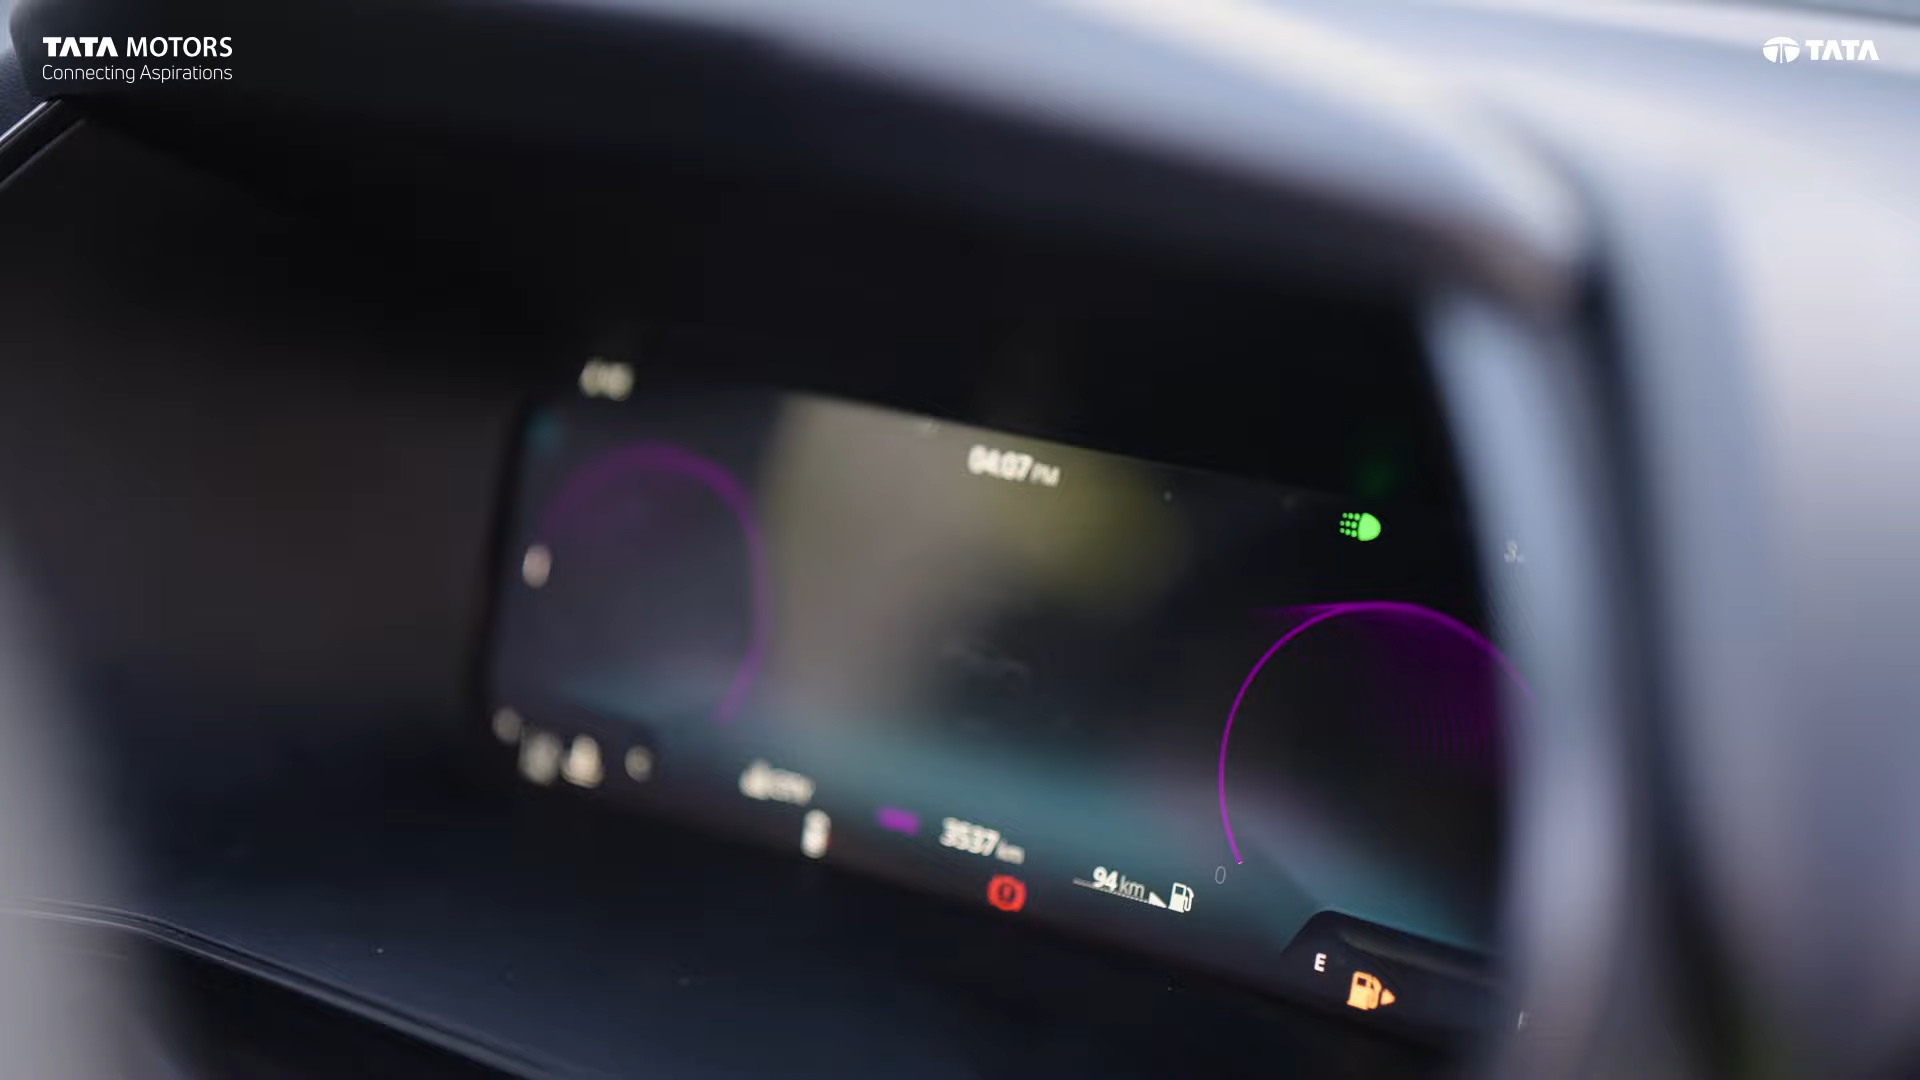 TATA MOTORS
Connecting Aspirations
TATA
04:07 PM
3537 km
94 km
0
E